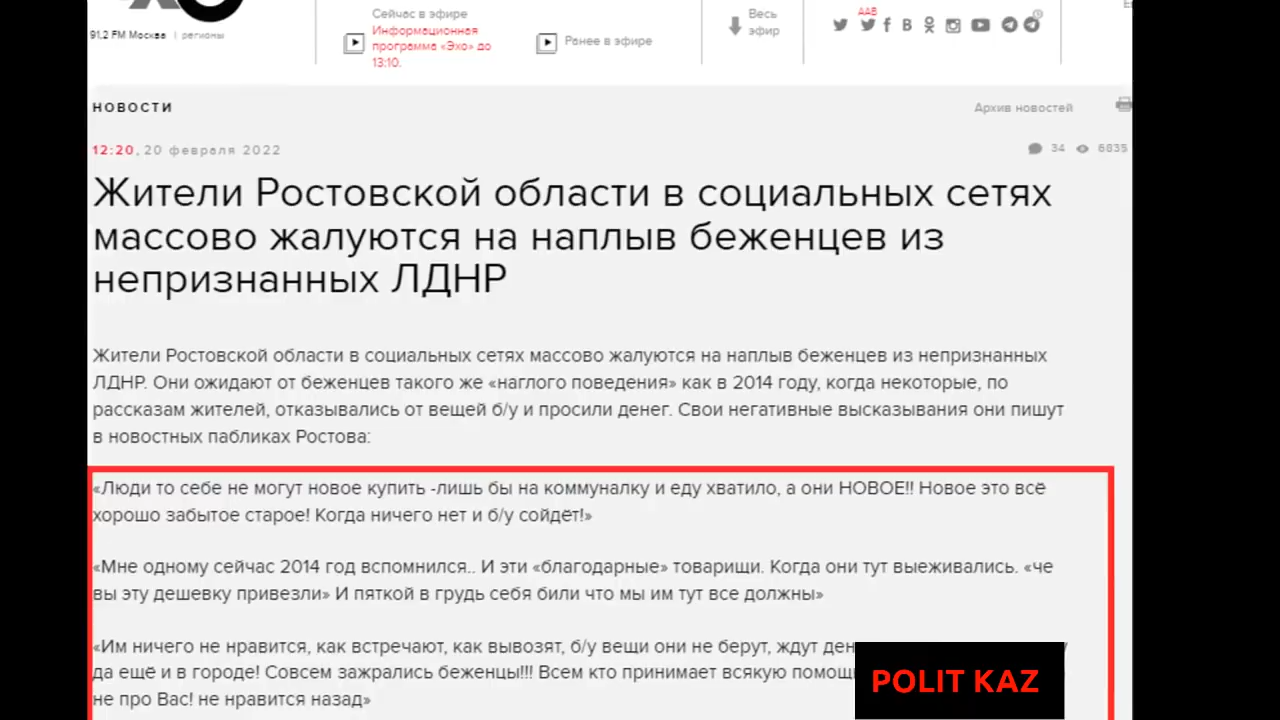 91,2 FM Москва | регионы
Сейчас в эфире
Информационная
программа «Эхо» до
13:10.
Ранее в эфире
Весь
эфир
ААВ
НОВОСТИ
Архив новостей
12:20, 20 февраля 2022
34 6835
Жители Ростовской области в социальных сетях
массово жалуются на наплыв беженцев из
непризнанных ЛДНР
Жители Ростовской области в социальных сетях массово жалуются на наплыв беженцев из непризнанных
ЛДНР. Они ожидают от беженцев такого же «наглого поведения» как в 2014 году, когда некоторые, по
рассказам жителей, отказывались от вещей б/у и просили денег. Свои негативные высказывания они пишут
в новостных пабликах Ростова:
«Люди то себе не могут новое купить -лишь бы на коммуналку и еду хватило, а они НОВОЕ!! Новое это всё
хорошо забытое старое! Когда ничего нет и б/у сойдёт!»
«Мне одному сейчас 2014 год вспомнился.. И эти «благодарные» товарищи. Когда они тут выеживались. «че
вы эту дешевку привезли» И пяткой в грудь себя били что мы им тут все должны»
«Им ничего не нравится, как встречают, как вывозят, б/у вещи они не берут, ждут
да ещё и в городе! Совсем зажрались беженцы!!! Всем кто принимает всякую
не про Вас! не нравится назад»
POLIT KAZ